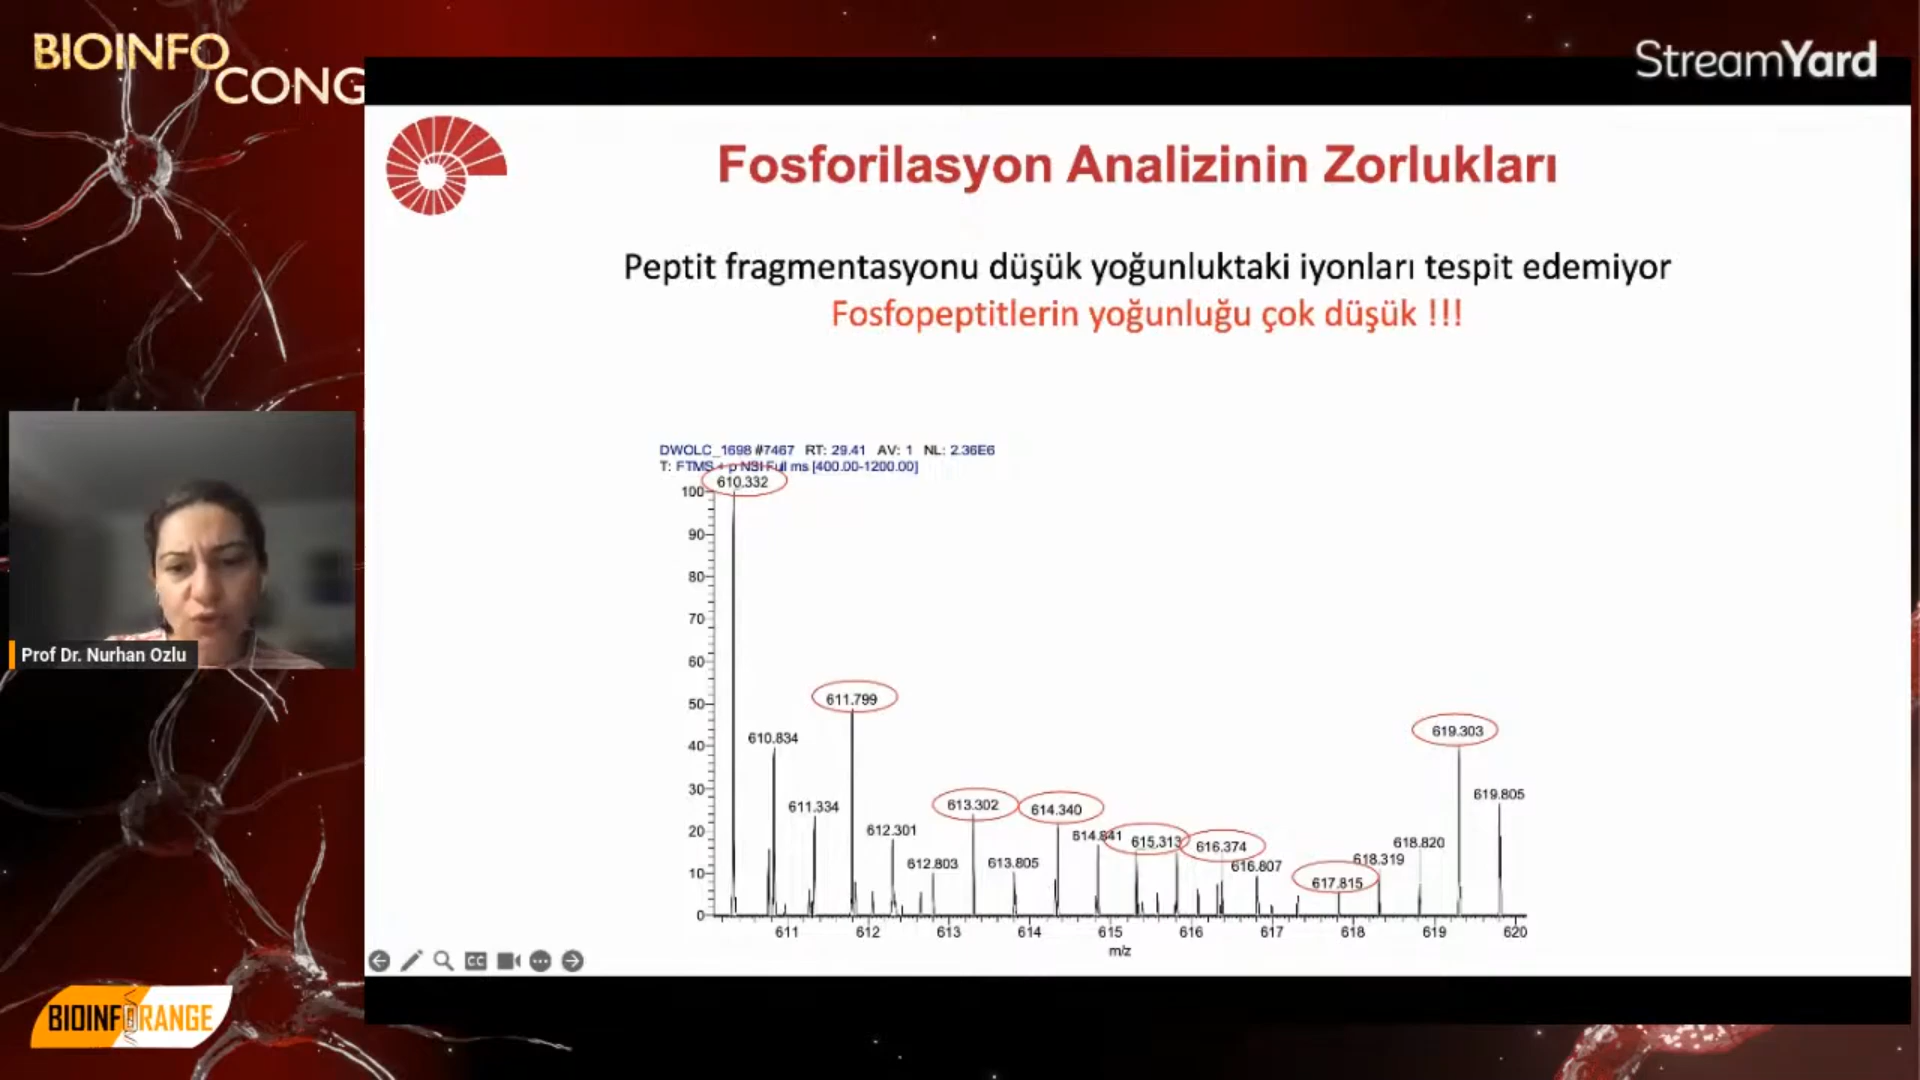 BIOINFO
CONG
StreamYard
Fosforilasyon Analizinin Zorlukları
Peptit fragmentasyonu düşük yoğunluktaki iyonları tespit edemiyor
Fosfopeptitlerin yoğunluğu çok düşük !!!
DWOLC_1698 #7467 RT: 29.41 AV: 1 NL: 2.36E6
T: FTMS + p NSI Full ms [400.00-1200.00]
610.332
100
90
80
70
60
50
40
30
20
10
0
611.799
610.834
611.334
612.301
612.803
613.302
613.805
614.340
614.841
615.313
616.374
616.807
617.815
618.319
618.820
619.303
619.805
611 612 613 614 615 616 617 618 619 620
m/z
CC
Prof Dr. Nurhan Ozlu
BIOINFORANGE